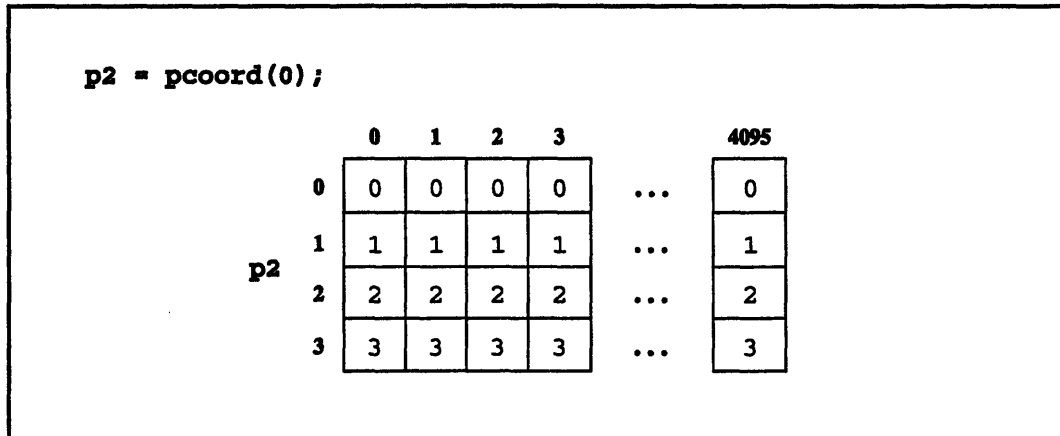 p2 = pcoord(0);
0 1 2 3 4095
0 0 0 0 0 ... 0
1 1 1 1 1 ... 1
p2
2 2 2 2 2 ... 2
3 3 3 3 3 ... 3